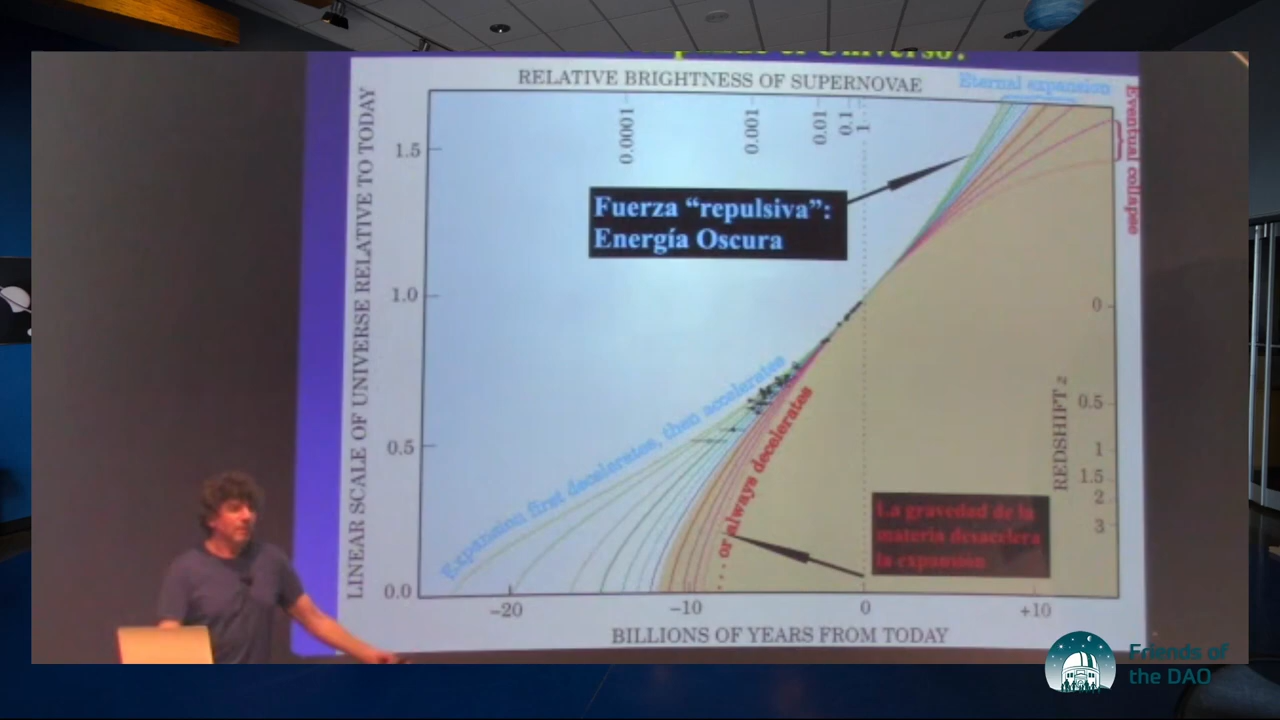 Universo?
RELATIVE BRIGHTNESS OF SUPERNOVAE
Eternal expansion
Eventual collapse
LINEAR SCALE OF UNIVERSE RELATIVE TO TODAY
0.0001
0.001
0.01
0.1
1
1.5
1.0
0.5
0.0
Fuerza “repulsiva”:
Energía Oscura
Expansion first decelerates, then accelerates
or always decelerates
REDSHIFT z
0
0.5
1
1.5
2
3
La gravedad de la
materia desacelera
la expansión
−20
−10
0
+10
BILLIONS OF YEARS FROM TODAY
Friends of
the DAO